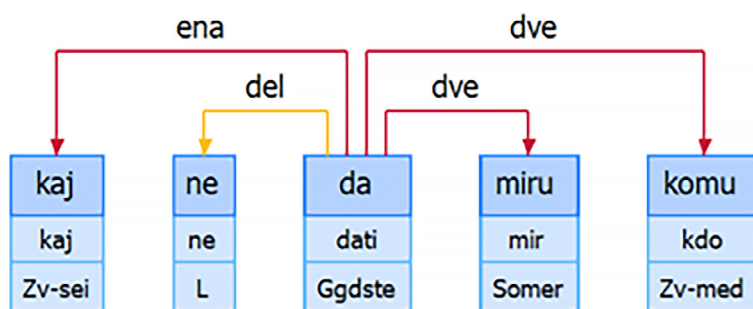 ena dve
del dve
kaj ne da miru komu
kaj ne dati mir kdo
Zv-sei L Ggdste Somer Zv-med